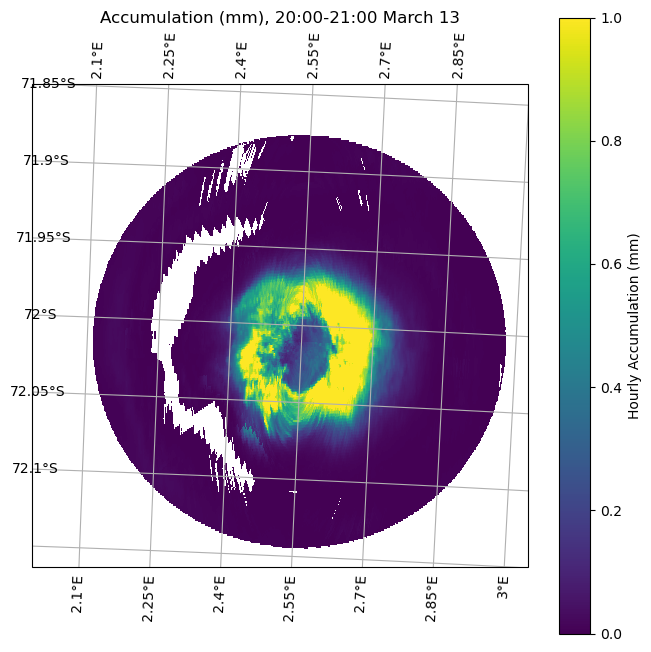 Accumulation (mm), 20:00-21:00 March 13
2.1°E 2.25°E 2.4°E 2.55°E 2.7°E 2.85°E
71.85°S
71.9°S
71.95°S
72°S
72.05°S
72.1°S
2.1°E 2.25°E 2.4°E 2.55°E 2.7°E 2.85°E 3°E
1.0
0.8
0.6
0.4
0.2
0.0
Hourly Accumulation (mm)